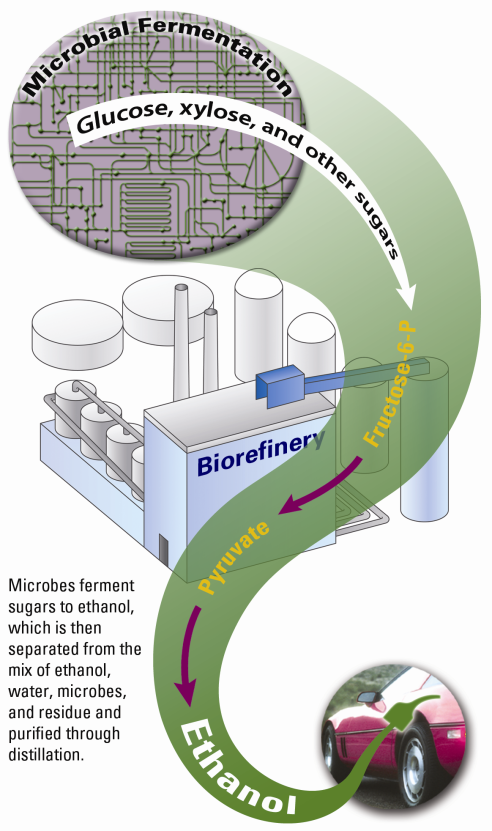 Microbial Fermentation
Glucose, xylose, and other sugars
Fructose-6-P
Biorefinery
Pyruvate
Microbes ferment
sugars to ethanol,
which is then
separated from the
mix of ethanol,
water, microbes,
and residue and
purified through
distillation.
Ethanol